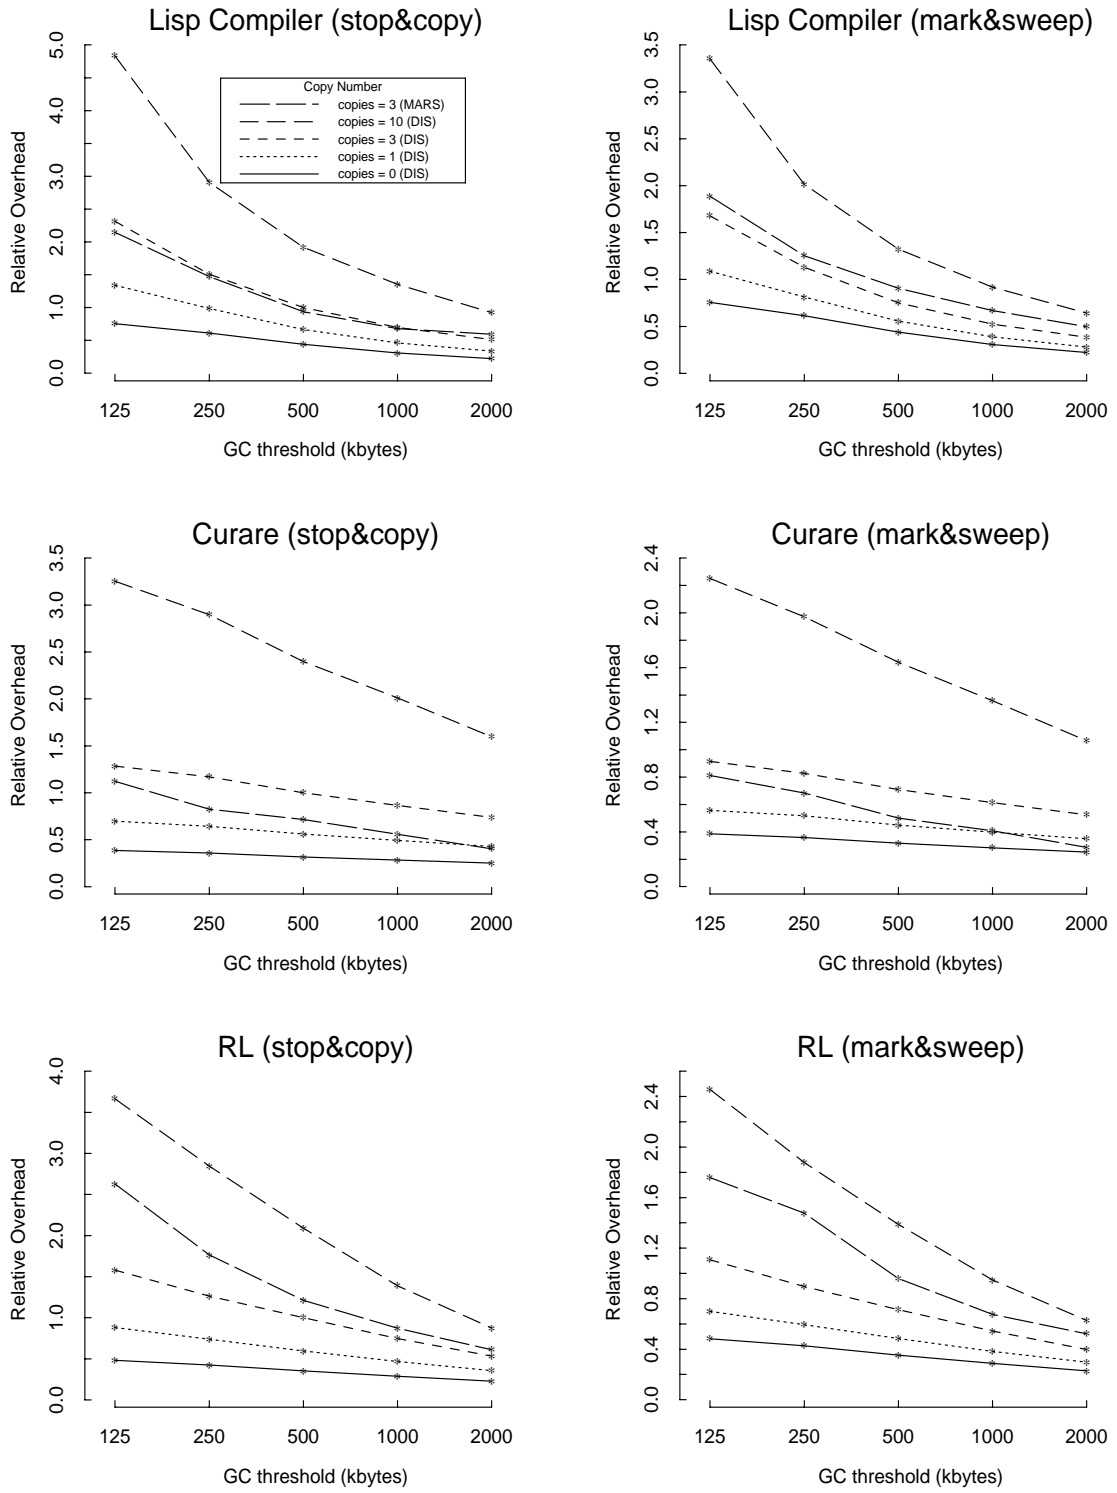 Lisp Compiler (stop&copy)
Relative Overhead
5.0
4.0
3.0
2.0
1.0
0.0
Copy Number
copies = 3 (MARS)
copies = 10 (DIS)
copies = 3 (DIS)
copies = 1 (DIS)
copies = 0 (DIS)
125 250 500 1000 2000
GC threshold (kbytes)
Lisp Compiler (mark&sweep)
Relative Overhead
3.5
3.0
2.0
1.5
1.0
0.5
0.0
125 250 500 1000 2000
GC threshold (kbytes)
Curare (stop&copy)
Relative Overhead
3.5
3.0
2.5
2.0
1.5
1.0
0.5
0.0
125 250 500 1000 2000
GC threshold (kbytes)
Curare (mark&sweep)
Relative Overhead
2.4
2.0
1.6
1.2
0.8
0.4
0.0
125 250 500 1000 2000
GC threshold (kbytes)
RL (stop&copy)
Relative Overhead
4.0
3.0
2.0
1.0
0.0
125 250 500 1000 2000
GC threshold (kbytes)
RL (mark&sweep)
Relative Overhead
2.4
2.0
1.6
1.2
0.8
0.4
0.0
125 250 500 1000 2000
GC threshold (kbytes)